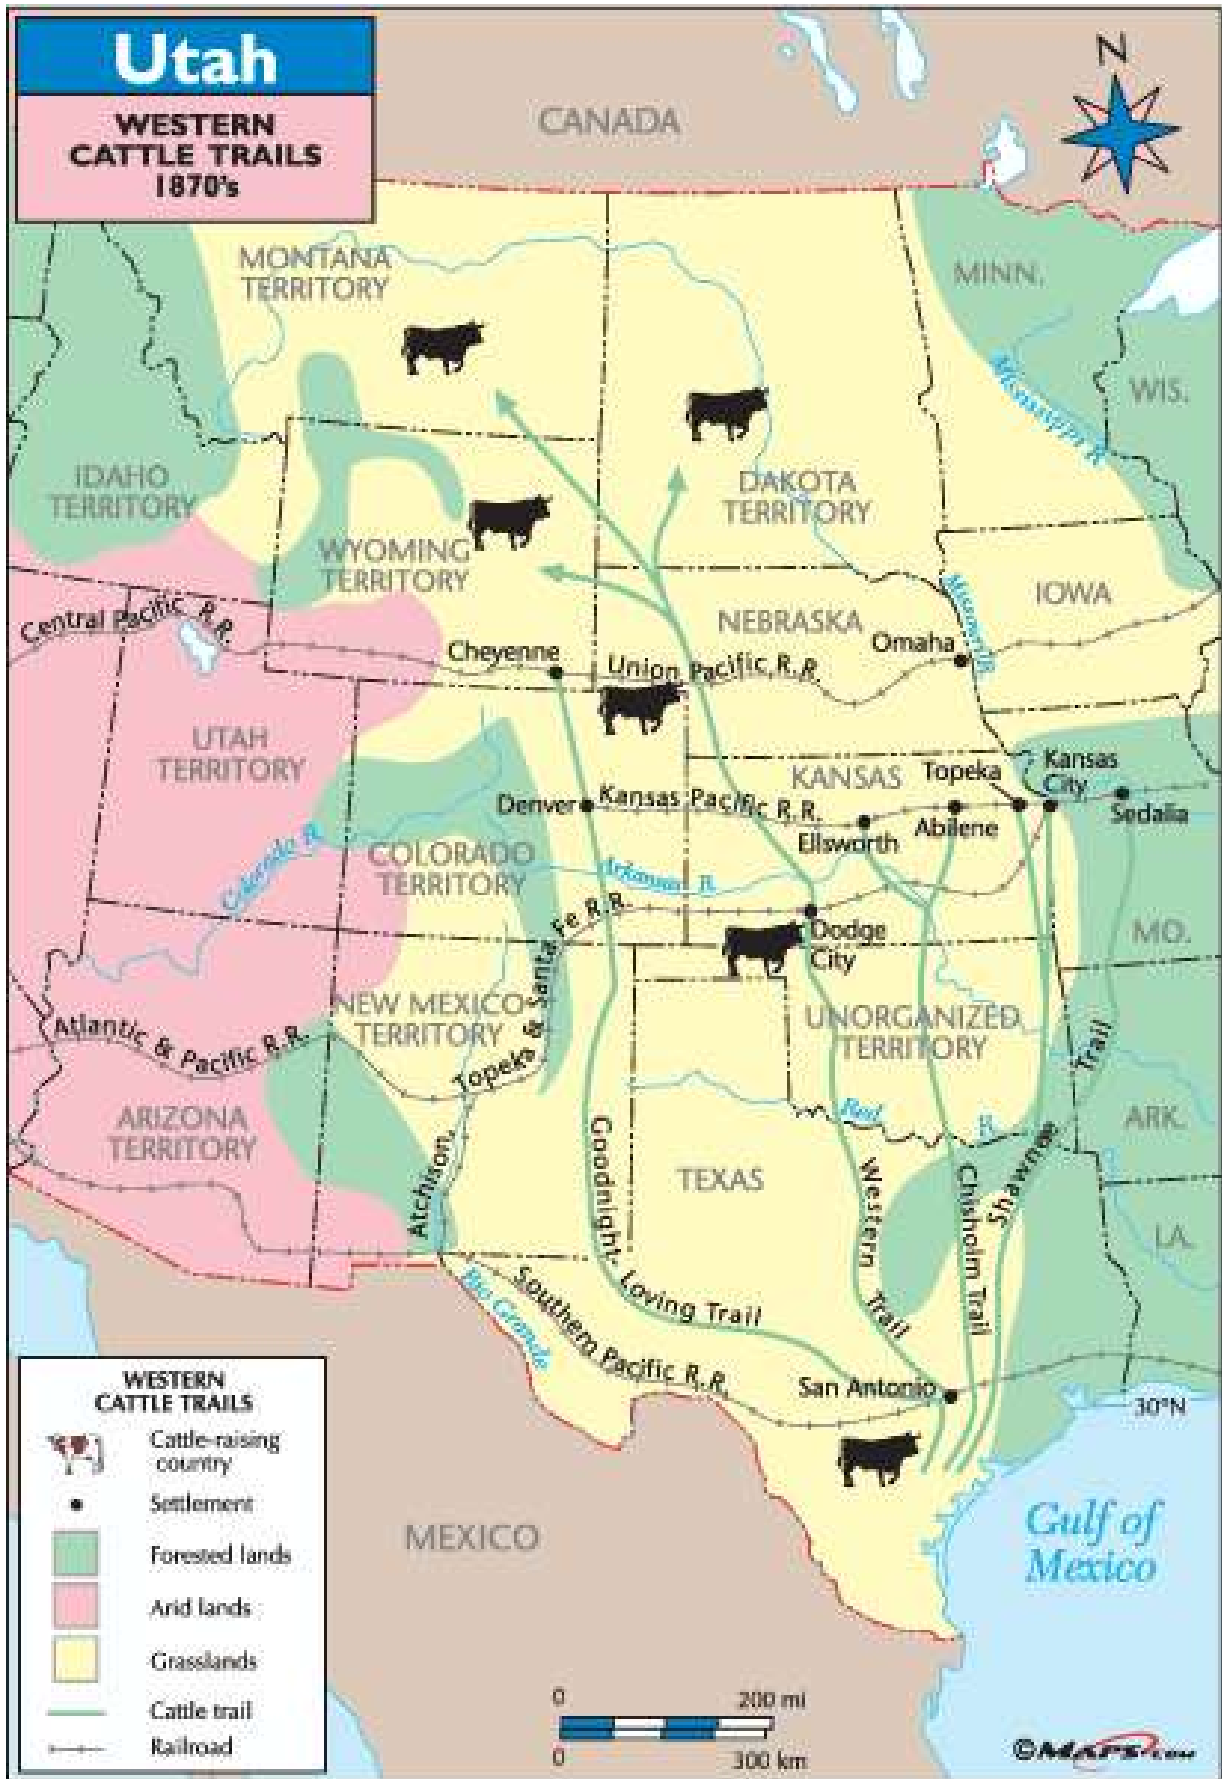 Utah
WESTERN
CATTLE TRAILS
1870's
N
CANADA
MONTANA
TERRITORY
MINN.
Mississippi R.
WIS.
IDAHO
TERRITORY
DAKOTA
TERRITORY
WYOMING
TERRITORY
IOWA
Central Pacific R.R.
NEBRASKA
Missouri R.
Omaha
Cheyenne
Union Pacific R.R.
UTAH
TERRITORY
KANSAS
Topeka
Kansas
City
Denver
Kansas Pacific R.R.
Ellsworth
Abilene
Sedalia
Colorado R.
COLORADO
TERRITORY
Arkansas R.
Dodge
City
MO.
NEW MEXICO
TERRITORY
Atchison, Topeka & Santa Fe R.R.
UNORGANIZED
TERRITORY
Atlantic & Pacific R.R.
ARIZONA
TERRITORY
Red R.
ARK.
TEXAS
Goodnight-Loving Trail
Western Trail
Chisholm Trail
Shawnee Trail
LA.
Rio Grande
Southern Pacific R.R.
San Antonio
30°N
MEXICO
Gulf of
Mexico
WESTERN
CATTLE TRAILS
Cattle-raising
country
Settlement
Forested lands
Arid lands
Grasslands
Cattle trail
Railroad
0 200 mi
0 300 km
©MAPS.com